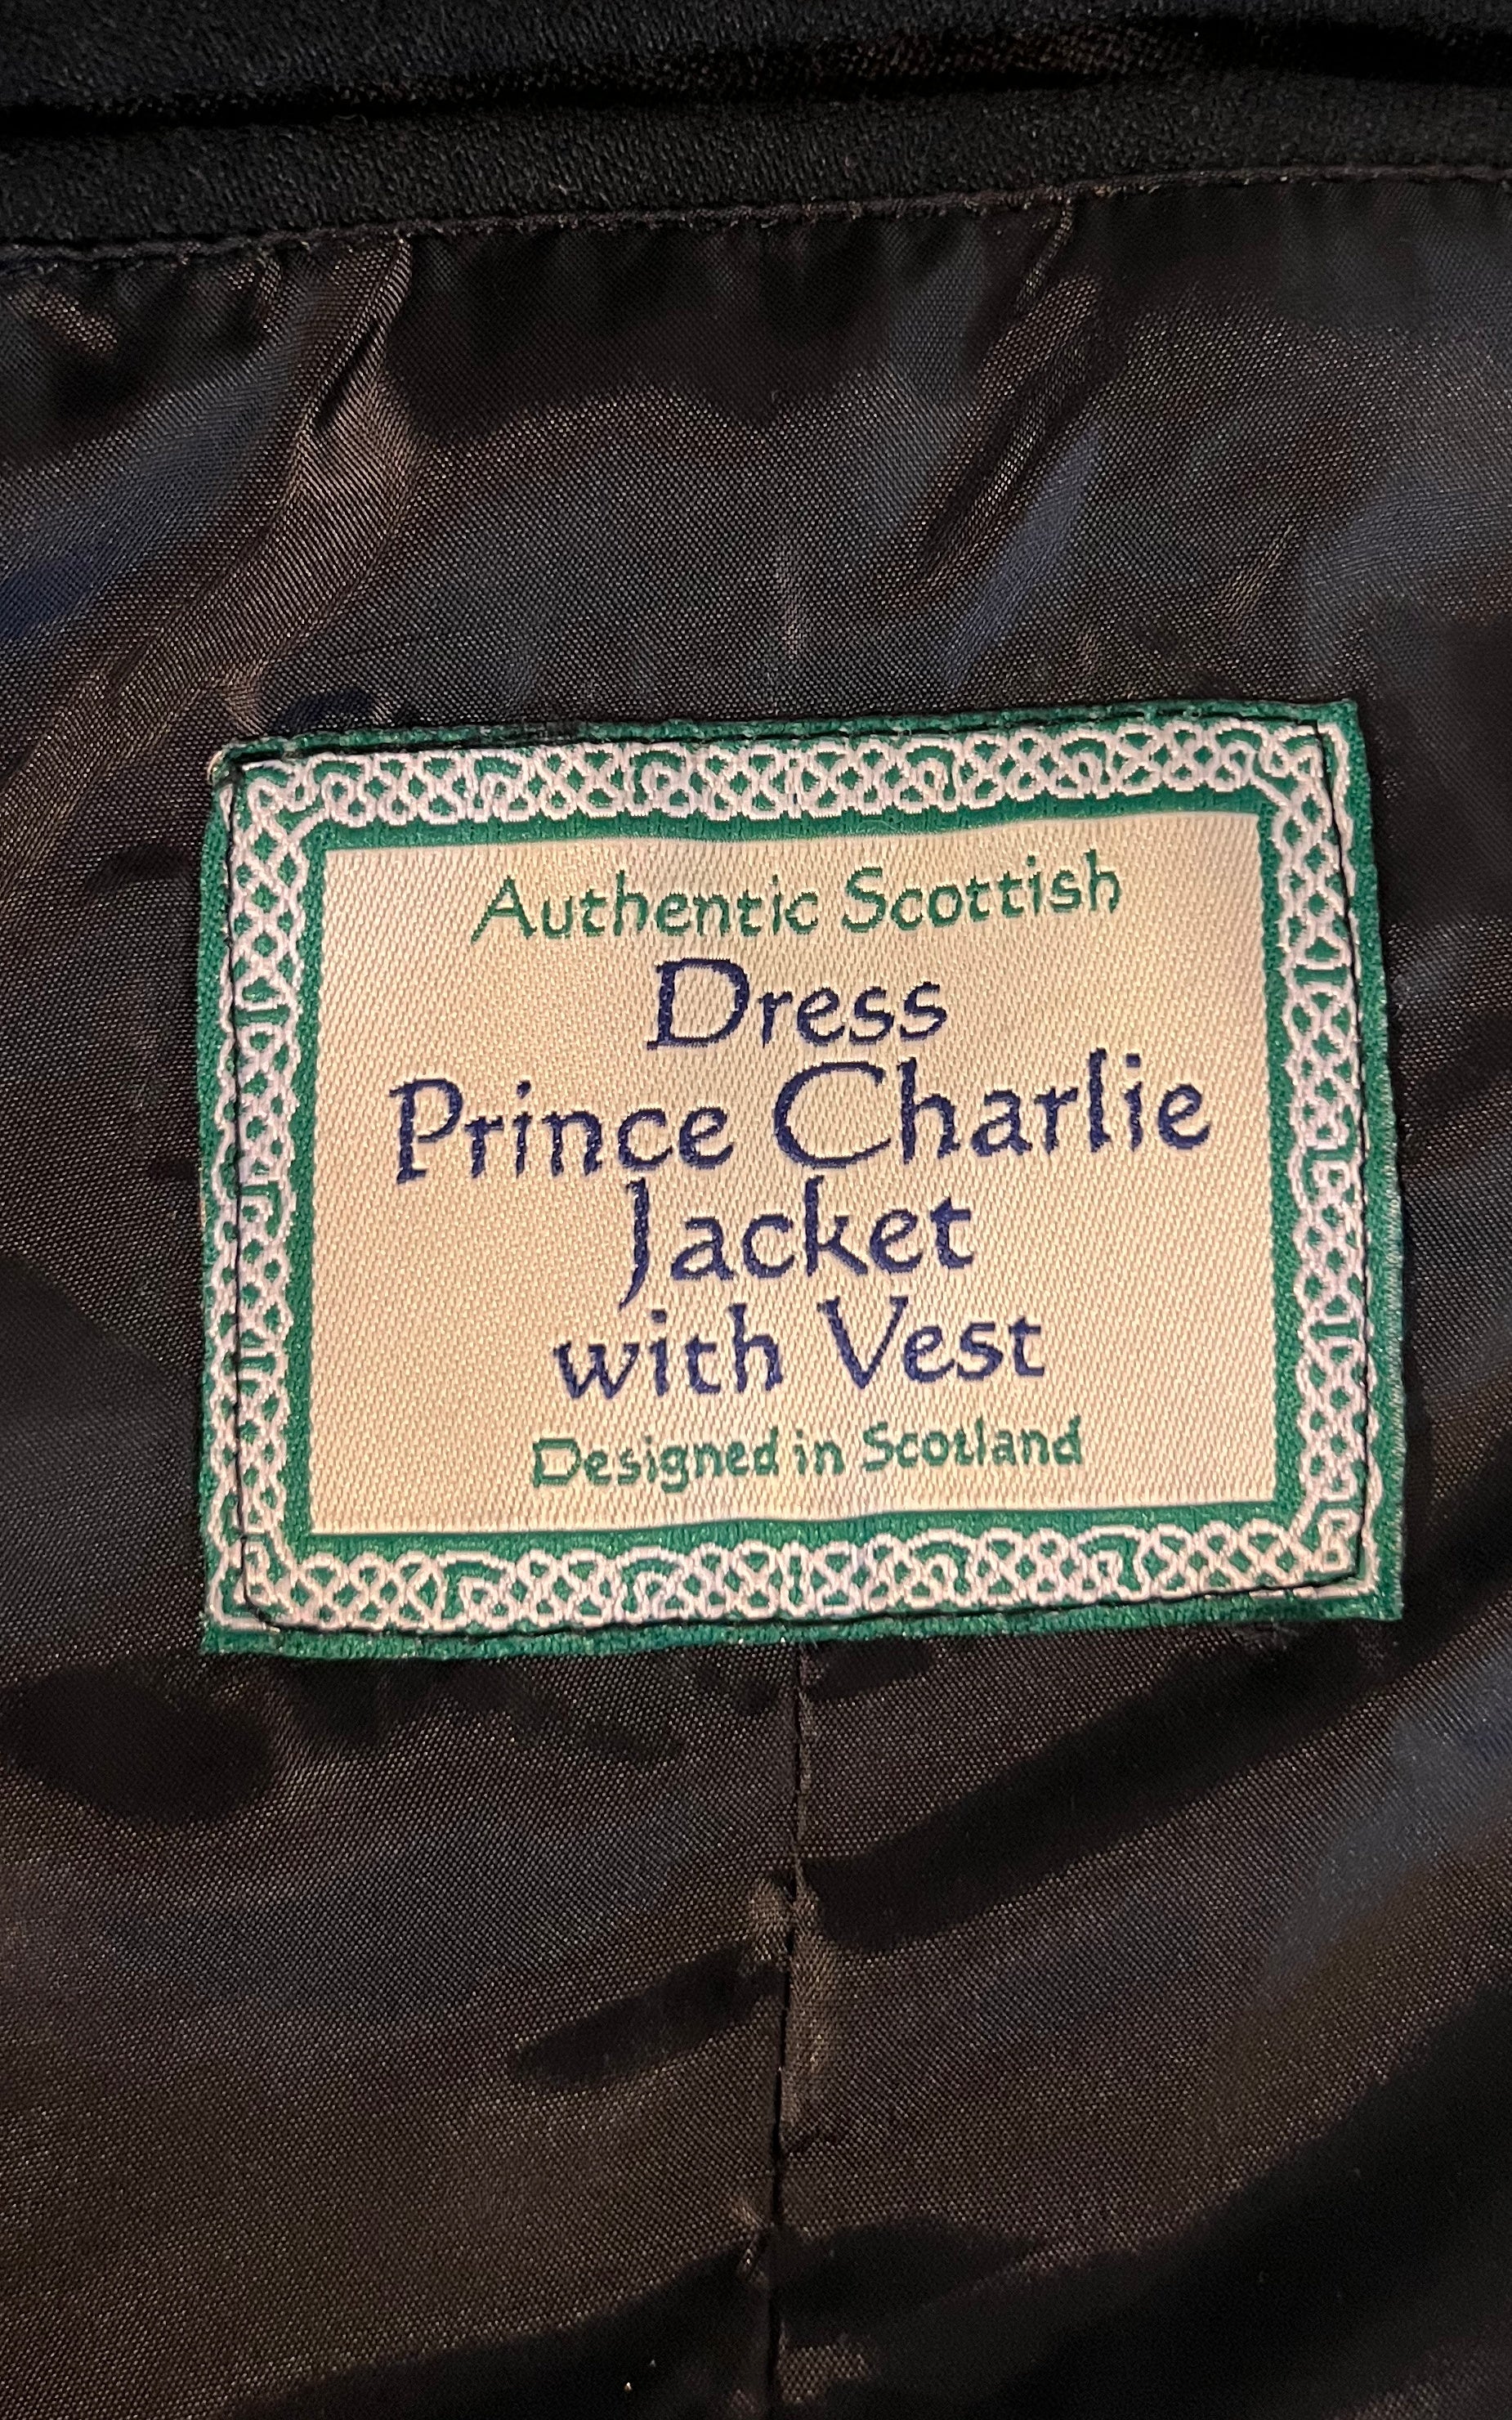 Authentic Scottish
Dress
Prince Charlie
Jacket
with Vest
Designed in Scotland